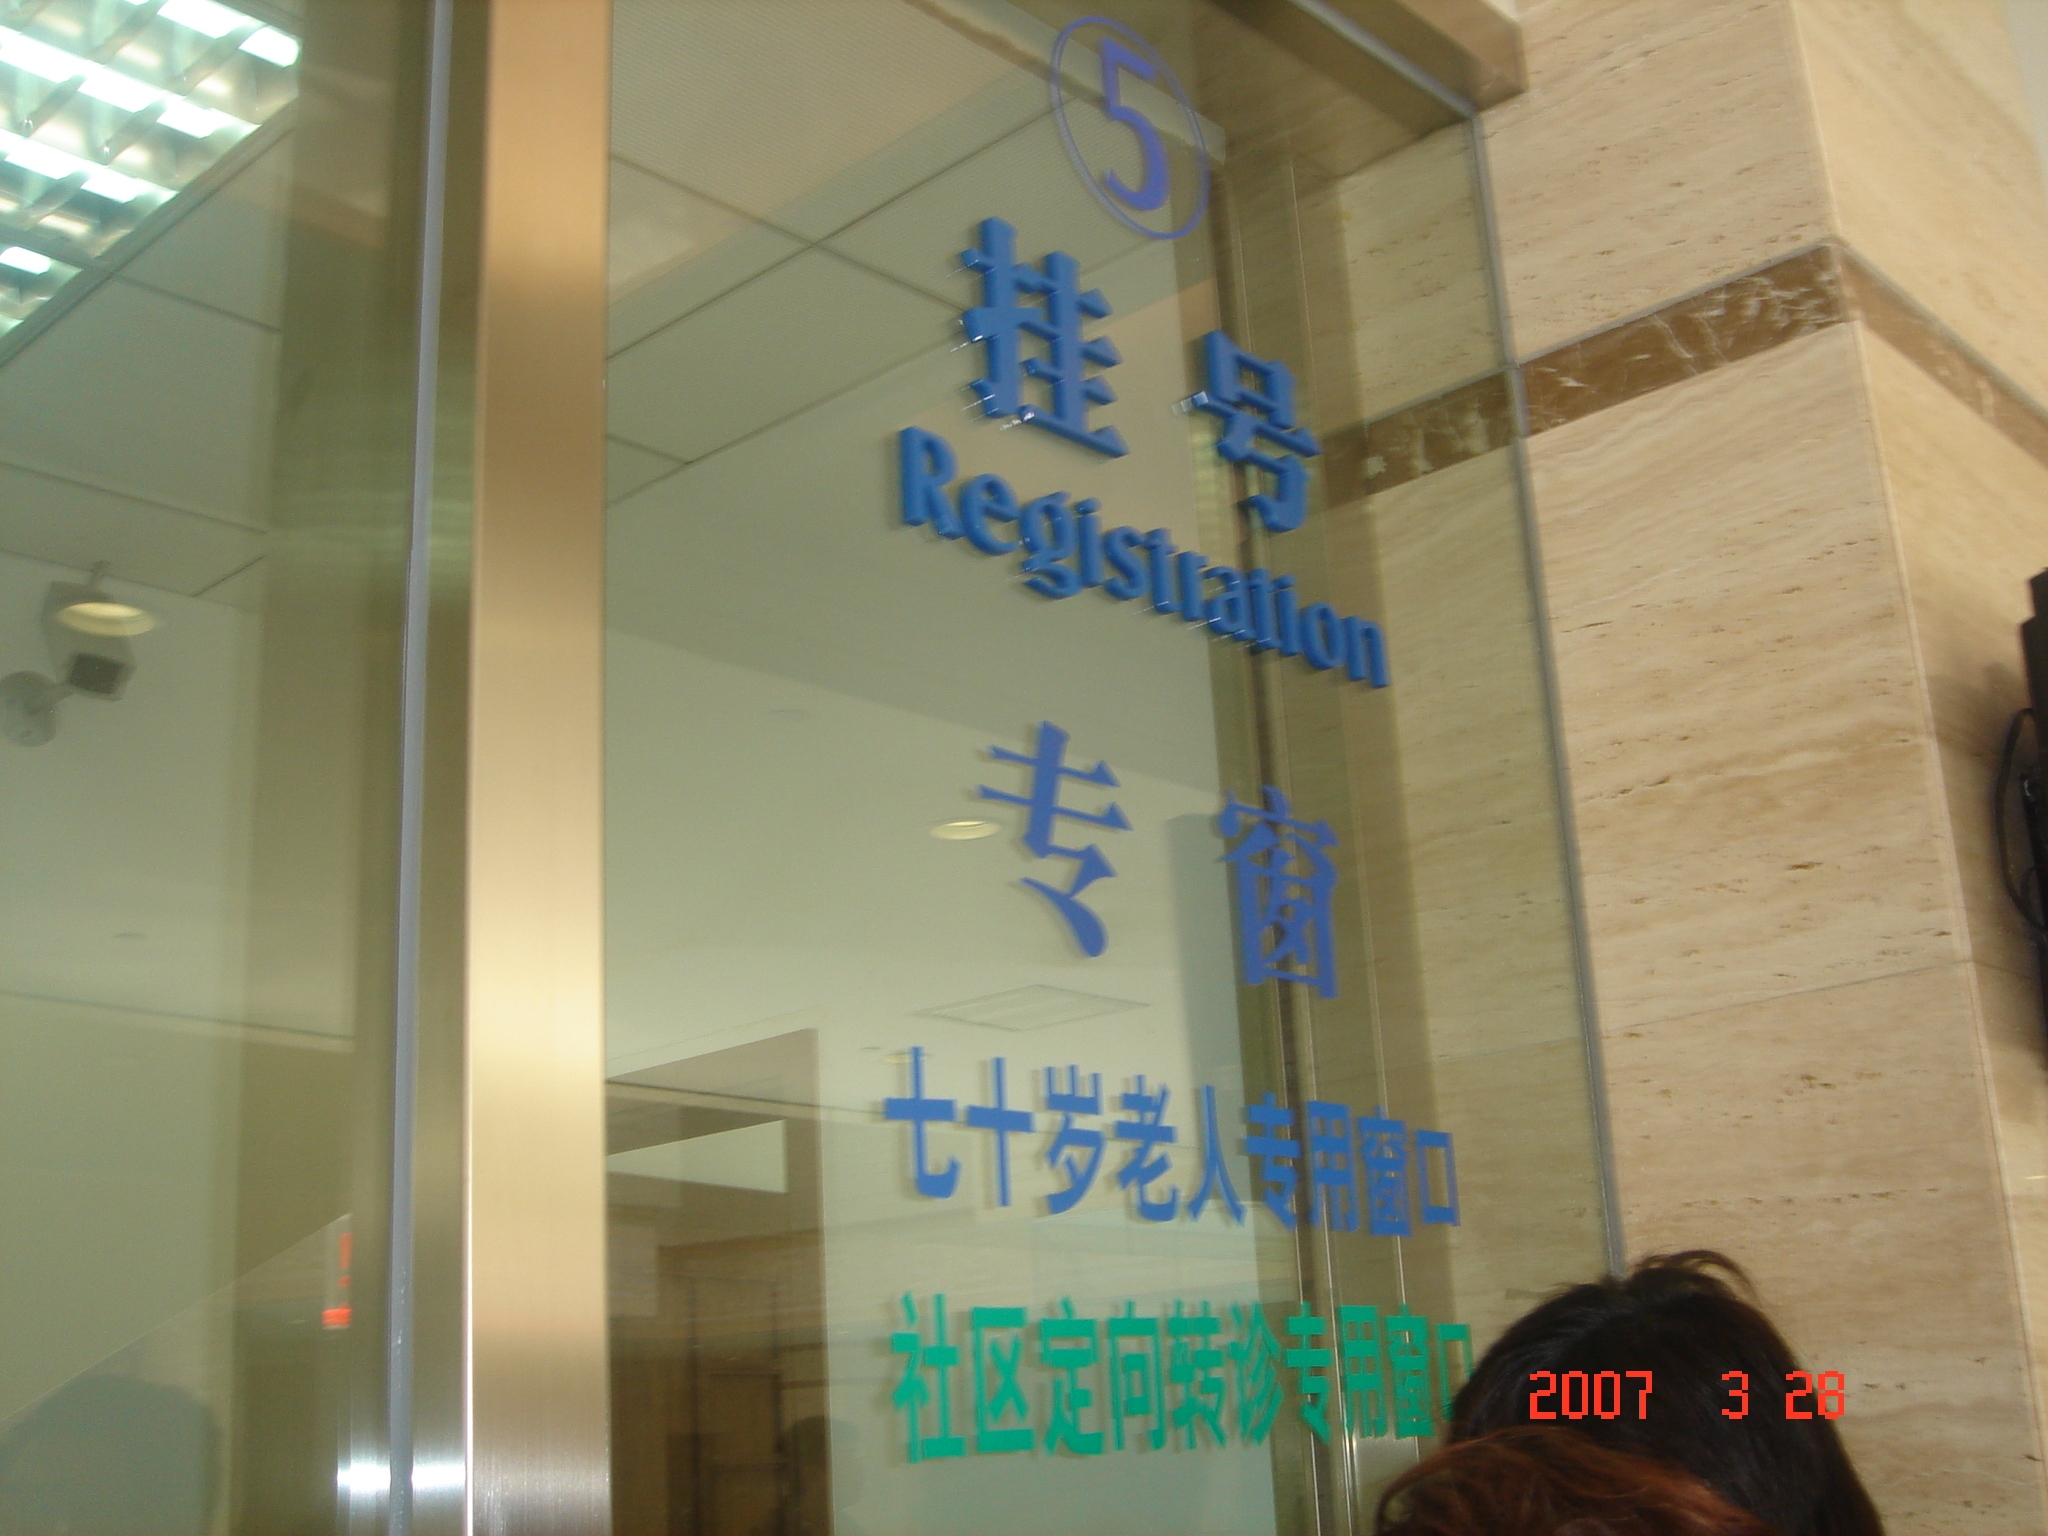 5
挂号
Registration
专窗
七十岁老人专用窗口
社区定向转诊专用窗口
2007 3 28